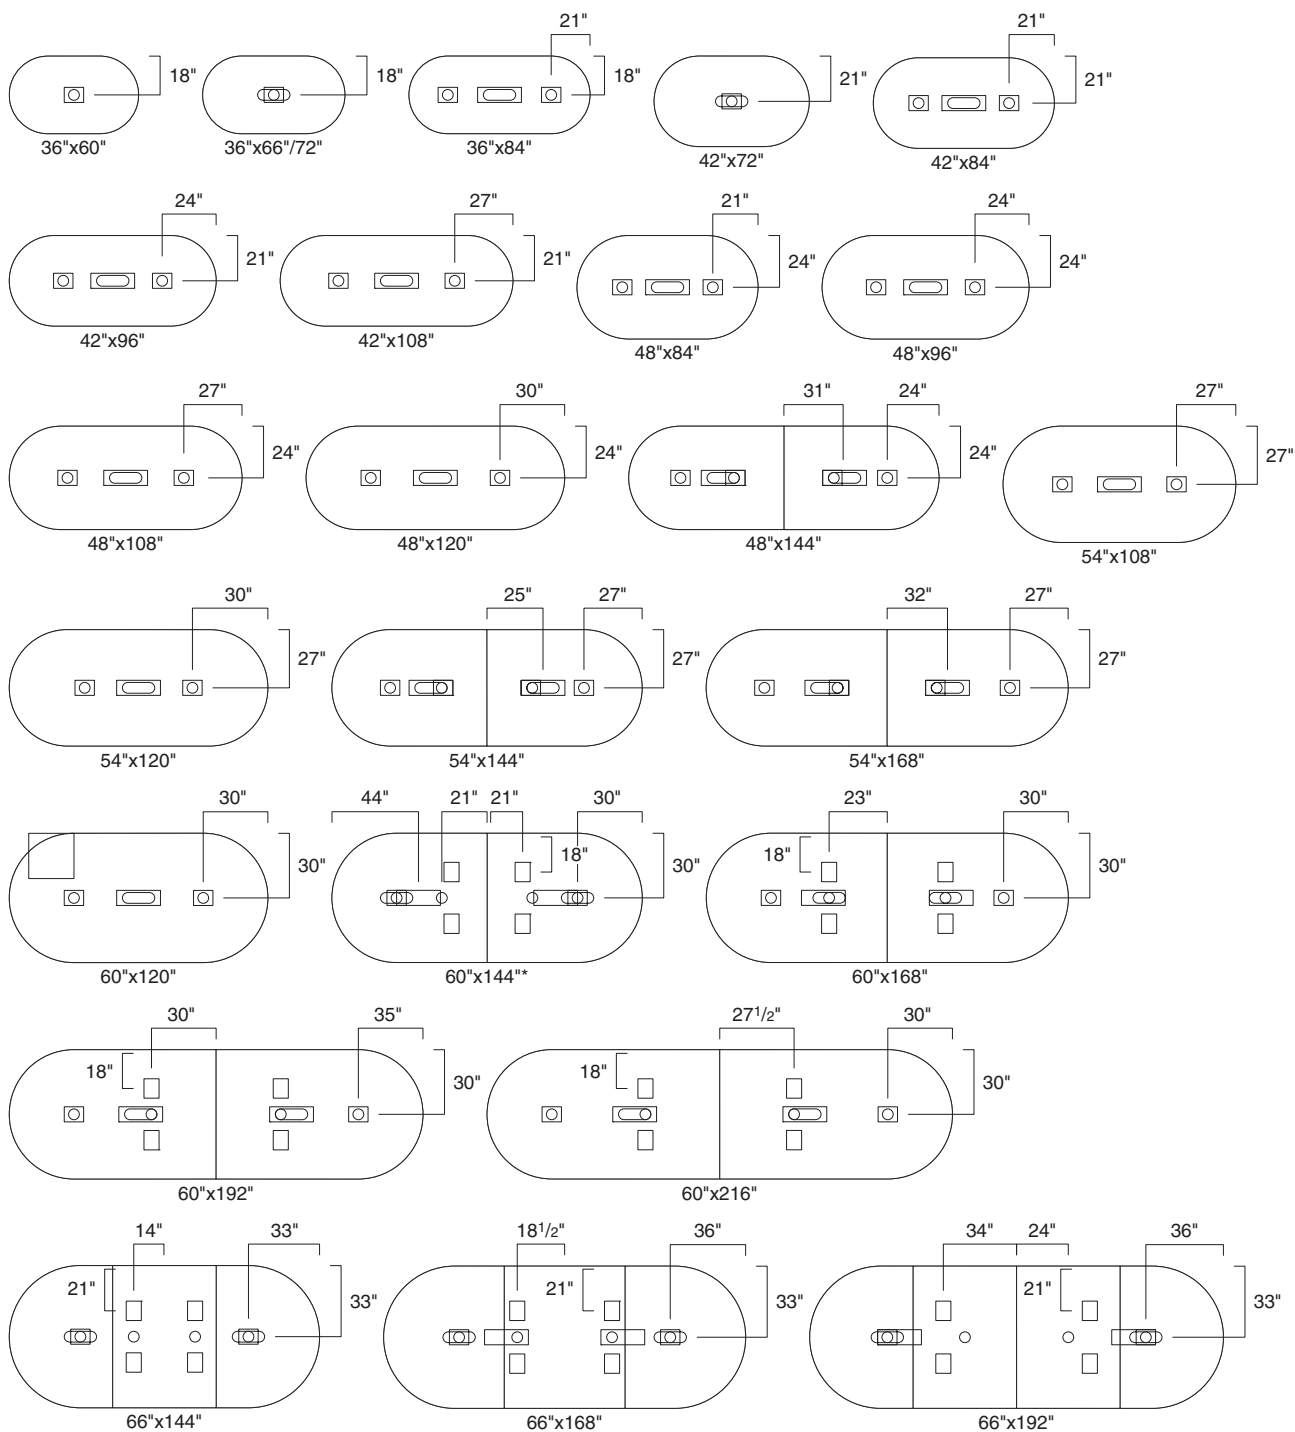 21" 21"
18" 18" 18" 21" 21"
36"x60" 36"x66"/72" 36"x84" 42"x72" 42"x84"
24" 27" 21" 24"
21" 21" 24" 24"
42"x96" 42"x108" 48"x84" 48"x96"
27" 30" 31" 24" 27"
24" 24" 24" 27"
48"x108" 48"x120" 48"x144" 54"x108"
30" 25" 27" 32" 27"
27" 27" 27"
54"x120" 54"x144" 54"x168"
30" 44" 21" 21" 30" 23" 30"
30" 18" 30" 18" 30"
60"x120" 60"x144"* 60"x168"
30" 35" 27 1/2" 30"
18" 30" 18" 30"
60"x192" 60"x216"
14" 33" 18 1/2" 36" 34" 24" 36"
21" 33" 21" 33" 21" 33"
66"x144" 66"x168" 66"x192"